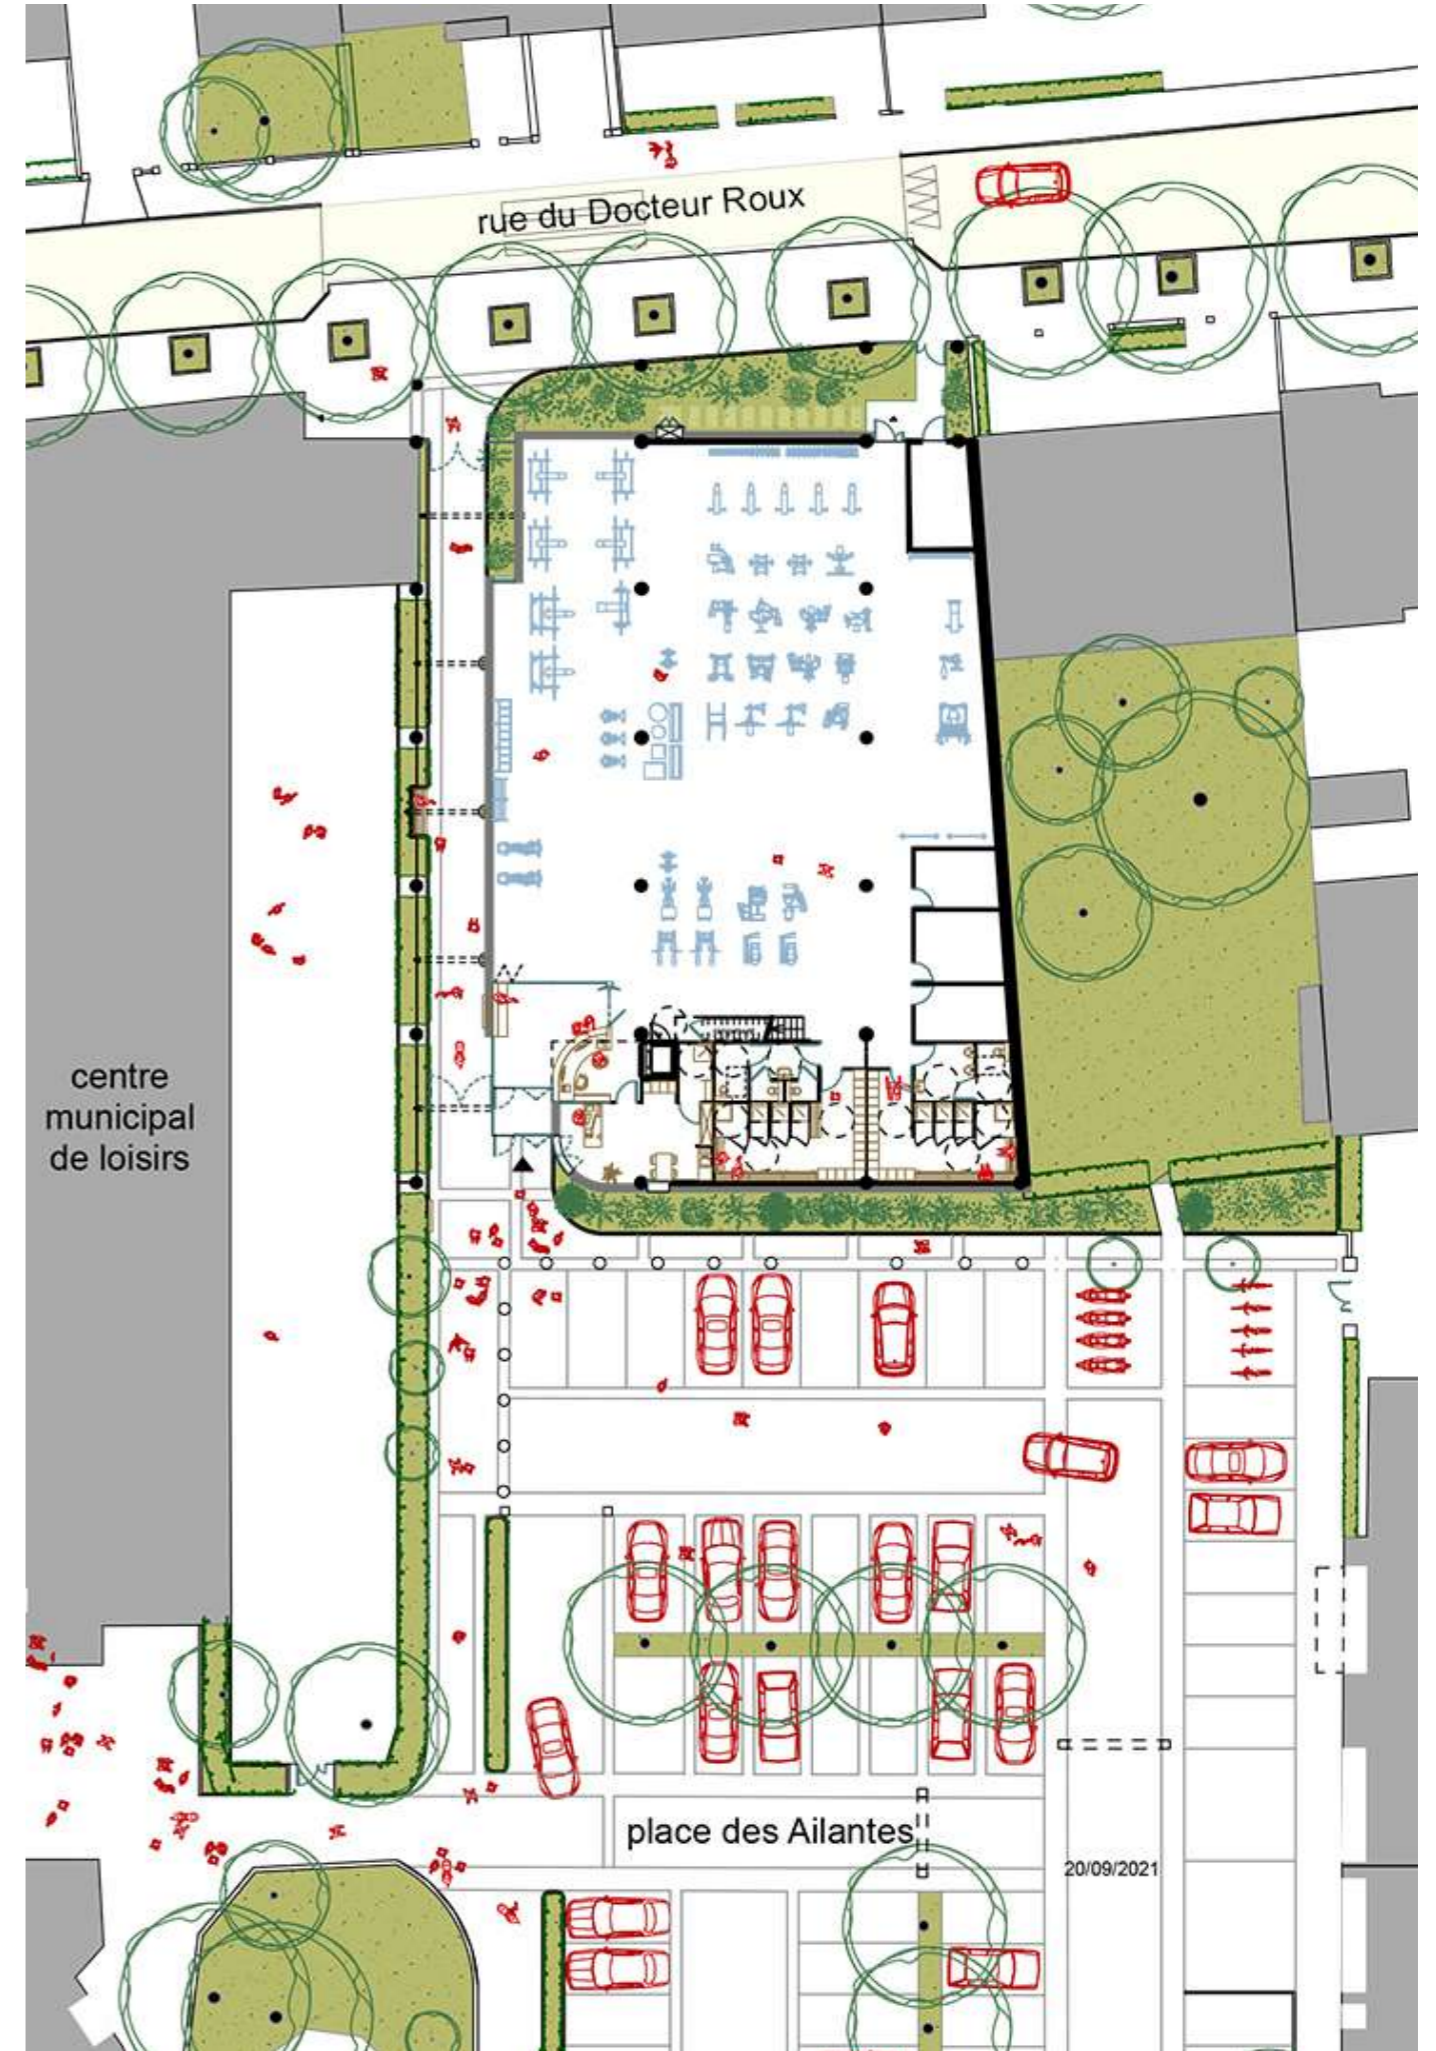 rue du Docteur Roux
centre
municipal
de loisirs
place des Ailantes
20/09/2021